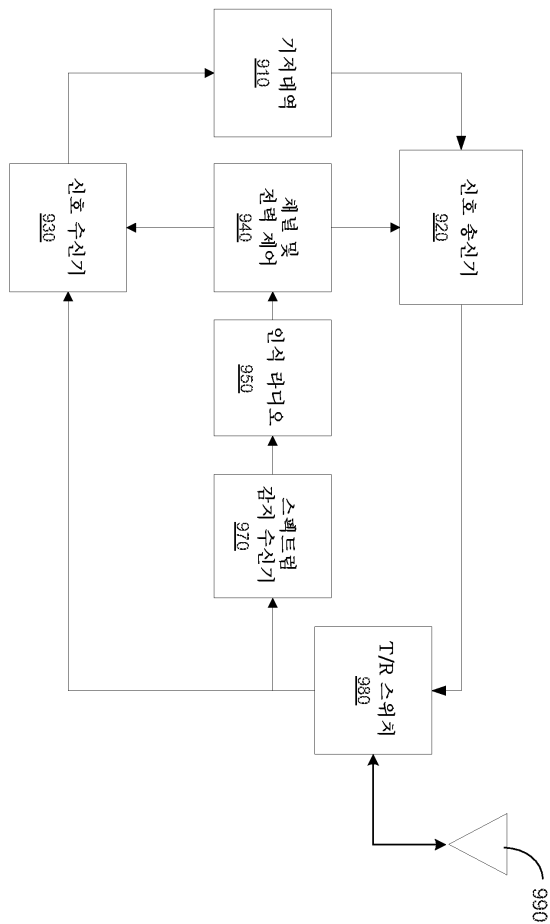 기저대역
910
신호 송신기
920
신호 수신기
930
채널 및
전력 제어
940
인식 라디오
950
스펙트럼
감지 수신기
970
T/R 스위치
980
990